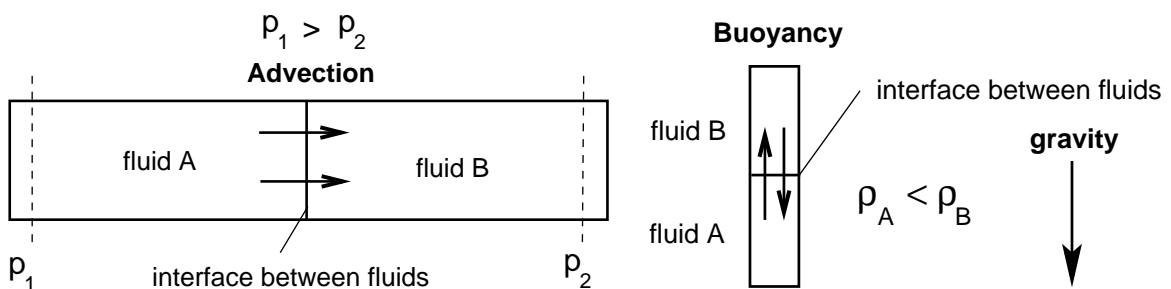 p1 > p2
Advection
fluid A
fluid B
p1
p2
interface between fluids
Buoyancy
interface between fluids
fluid B
gravity
ρA < ρB
fluid A